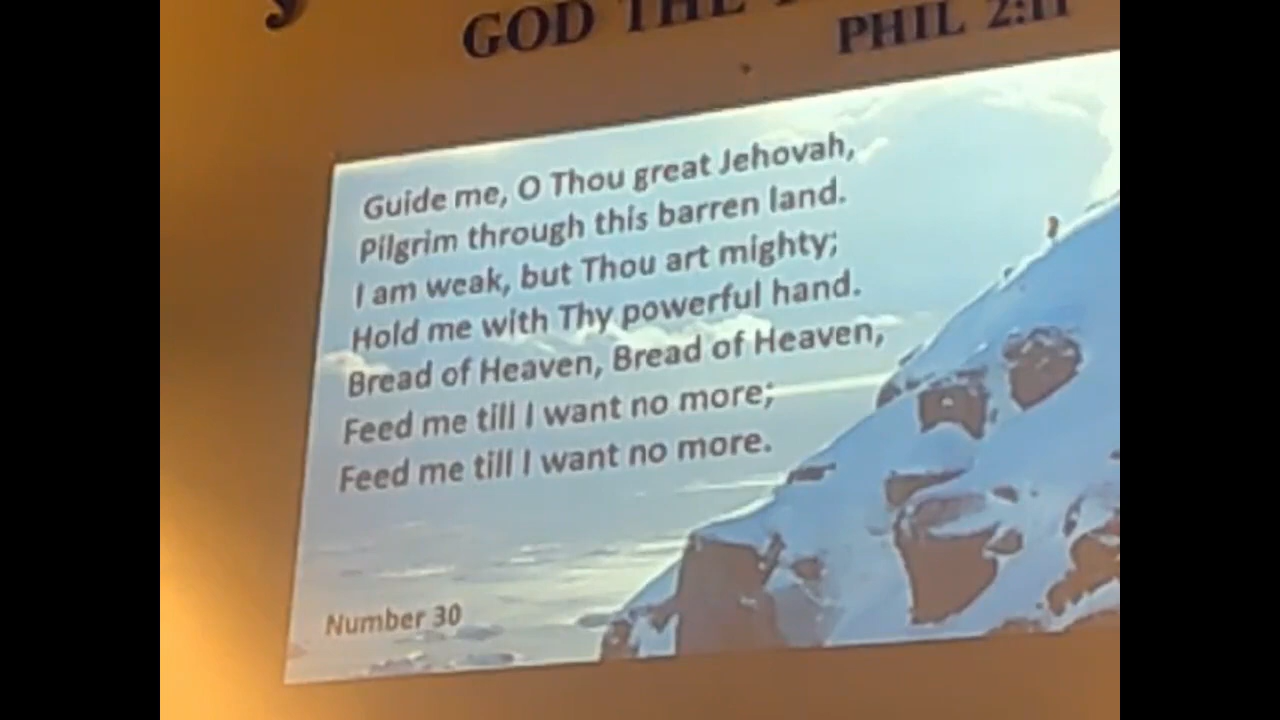 GOD THE
PHIL 2:11
Guide me, O Thou great Jehovah,
Pilgrim through this barren land.
I am weak, but Thou art mighty;
Hold me with Thy powerful hand.
Bread of Heaven, Bread of Heaven,
Feed me till I want no more;
Feed me till I want no more.
Number 30